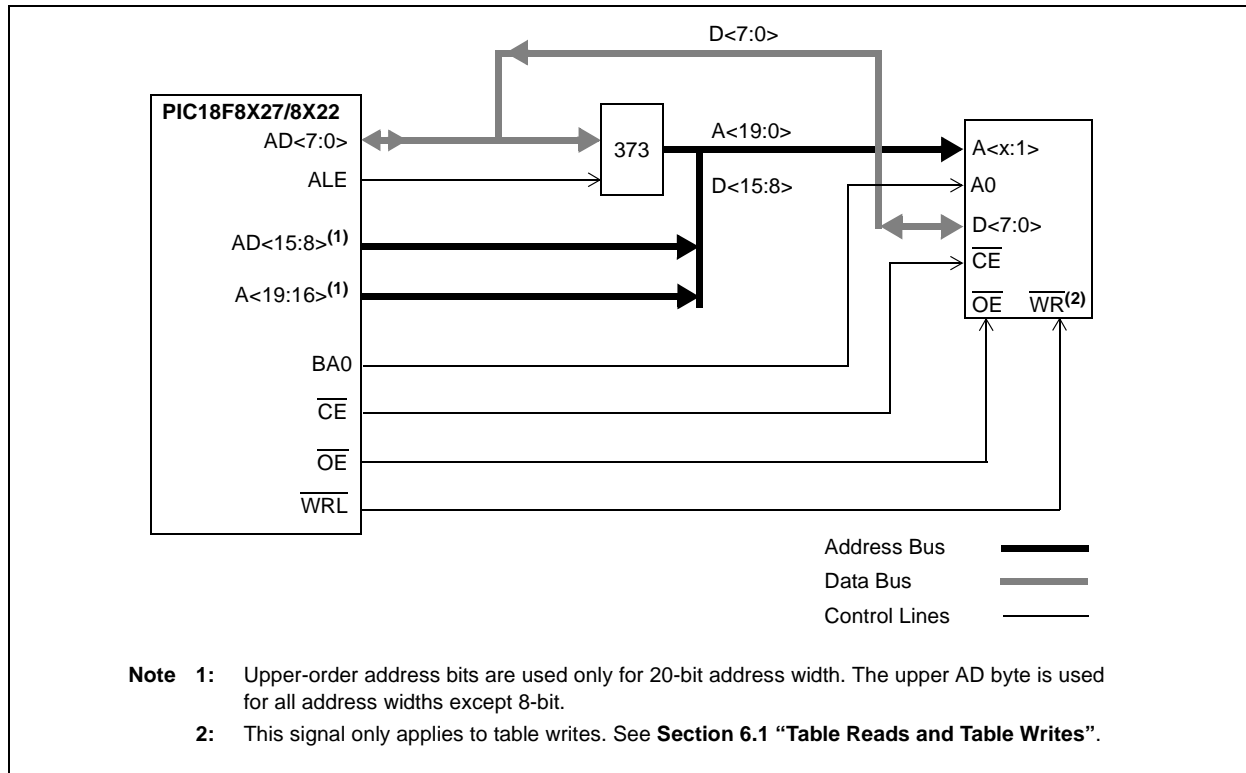 D<7:0>
PIC18F8X27/8X22
AD<7:0>
373
A<19:0>
A<x:1>
ALE
D<15:8>
A0
AD<15:8>(1)
D<7:0>
CE
A<19:16>(1)
OE WR(2)
BA0
CE
OE
WRL
Address Bus
Data Bus
Control Lines
Note 1: Upper-order address bits are used only for 20-bit address width. The upper AD byte is used
for all address widths except 8-bit.
2: This signal only applies to table writes. See Section 6.1 “Table Reads and Table Writes”.